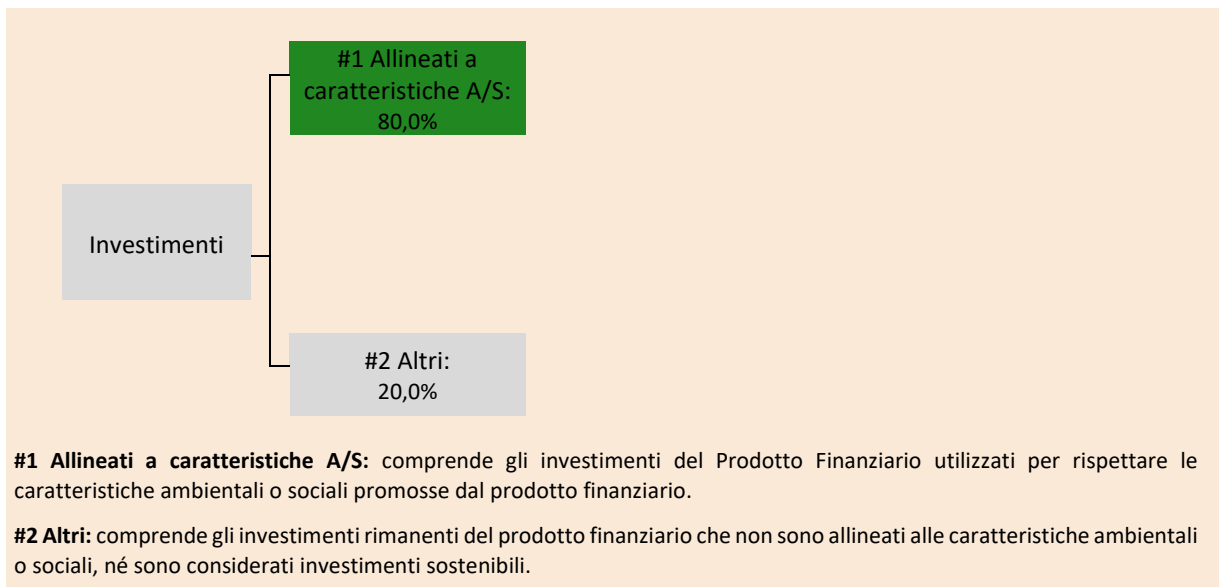 #1 Allineati a
caratteristiche A/S:
80,0%
Investimenti
#2 Altri:
20,0%
#1 Allineati a caratteristiche A/S: comprende gli investimenti del Prodotto Finanziario utilizzati per rispettare le
caratteristiche ambientali o sociali promosse dal prodotto finanziario.
#2 Altri: comprende gli investimenti rimanenti del prodotto finanziario che non sono allineati alle caratteristiche ambientali
o sociali, né sono considerati investimenti sostenibili.